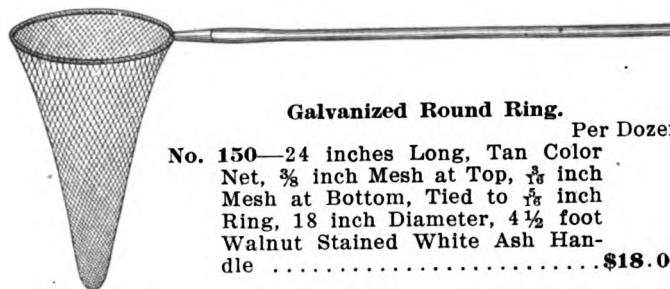 Galvanized Round Ring.
Per Dozen
No. 150—24 inches Long, Tan Color
Net, ⅜ inch Mesh at Top, 3/16 inch
Mesh at Bottom, Tied to 5/16 inch
Ring, 18 inch Diameter, 4½ foot
Walnut Stained White Ash Han-
dle ........................$18.0